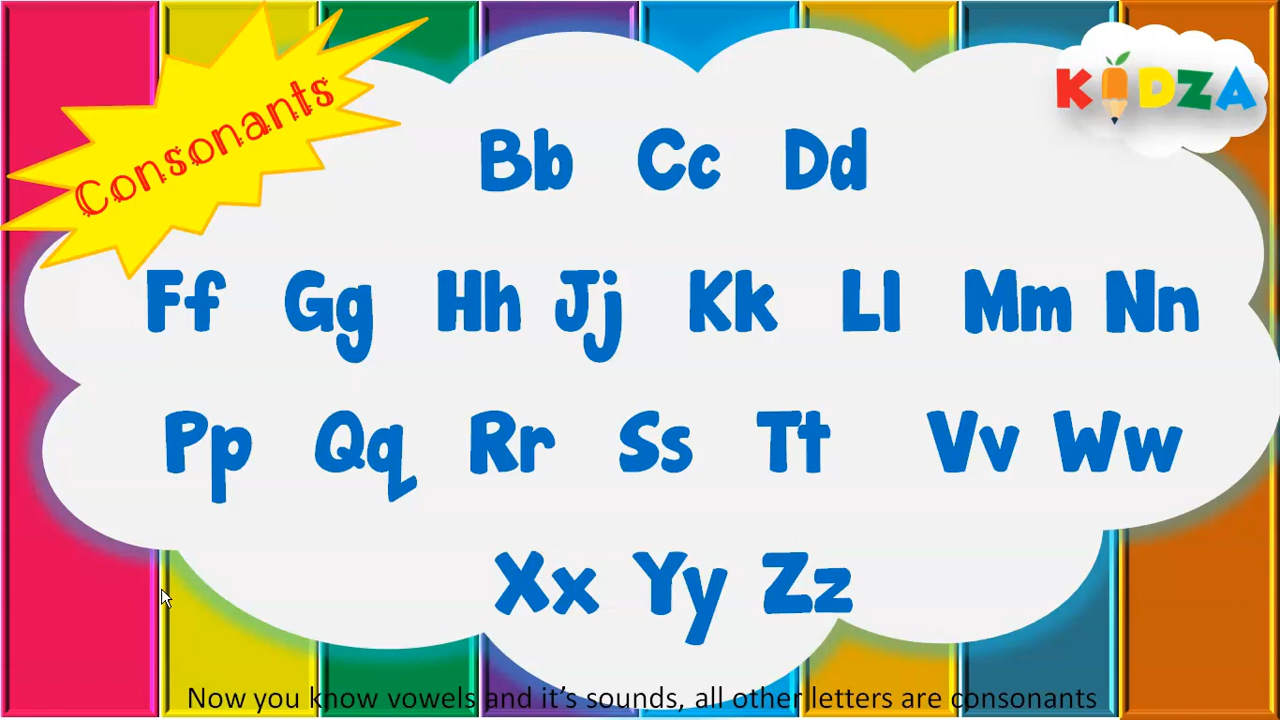 Consonants
KIDZA
Bb Cc Dd
Ff Gg Hh Jj Kk Ll Mm Nn
Pp Qq Rr Ss Tt Vv Ww
Xx Yy Zz
Now you know vowels and it's sounds, all other letters are consonants